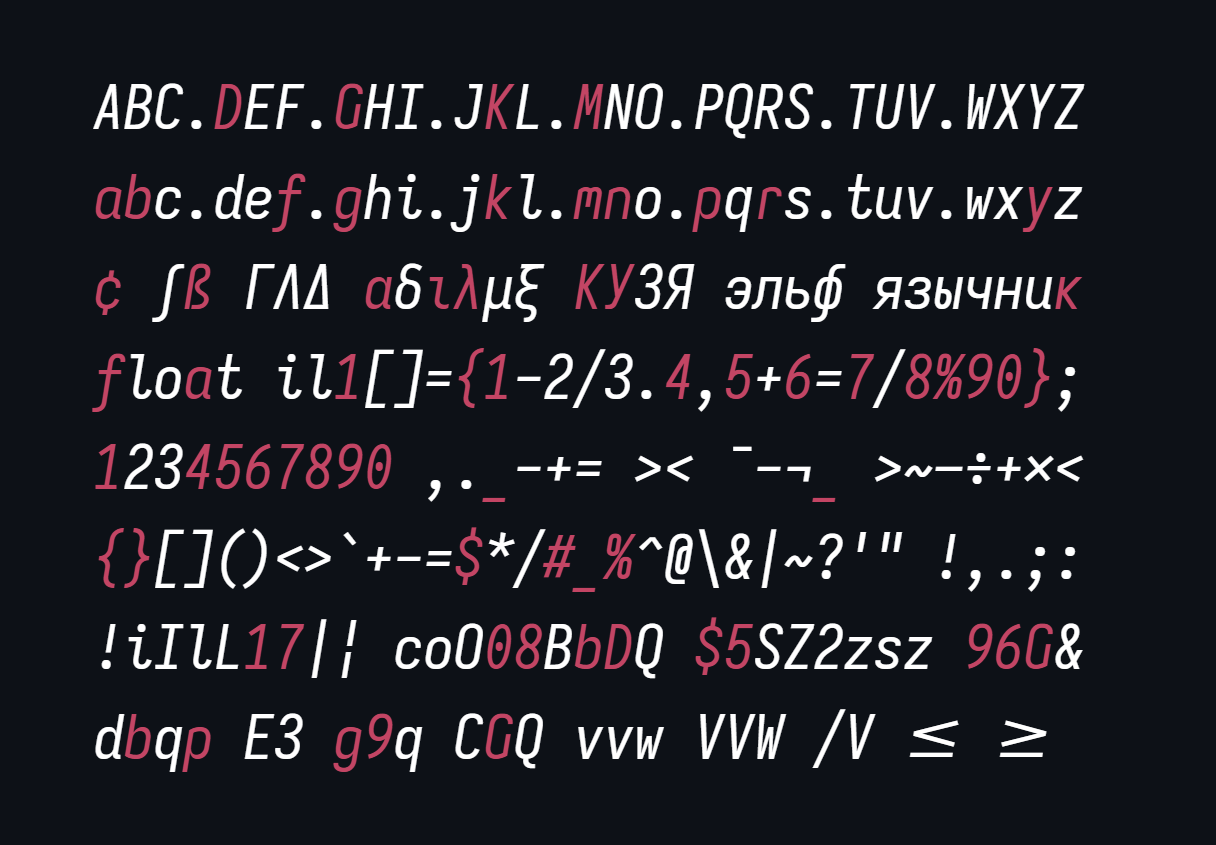 ABC.DEF.GHI.JKL.MNO.PQRS.TUV.WXYZ
abc.def.ghi.jkl.mno.pqrs.tuv.wxyz
¢ ʃß ΓΛΔ αδιλμξ КУЗЯ эльф язычник
float il1[]={1-2/3.4,5+6=7/8%90};
1234567890 ,._-+= >< ¯-¬_ >~–÷+×<
{}[]()<>`+-=$*/#_%^@\&|~?'" !,.;:
!iIlL17|¦ coO08BbDQ $5SZ2zsz 96G&
dbqp E3 g9q CGQ vvw VVW /V ≤ ≥